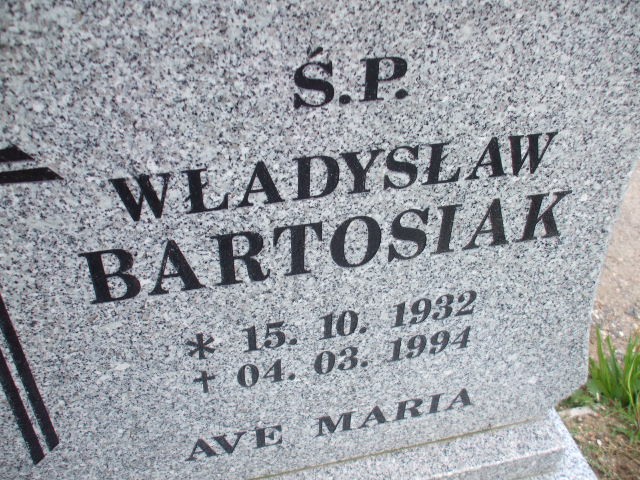 Ś.P.
WŁADYSŁAW
BARTOSIAK
* 15. 10. 1932
† 04. 03. 1994
AVE MARIA